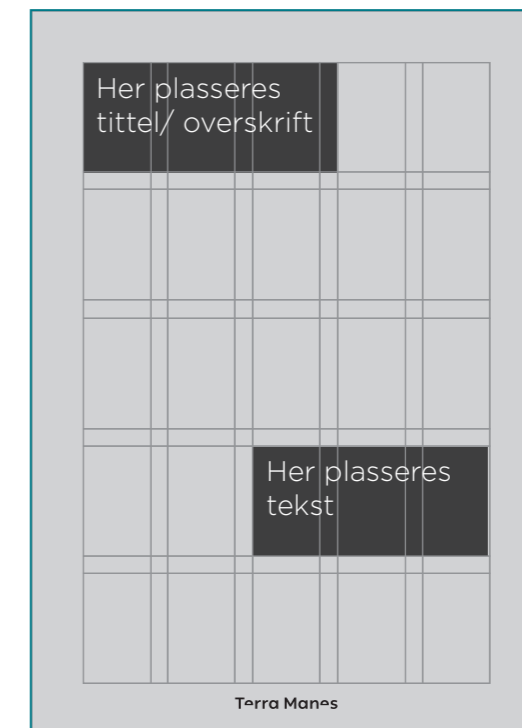 Her plasseres
tittel/ overskrift
Her plasseres
tekst
Terra Manes